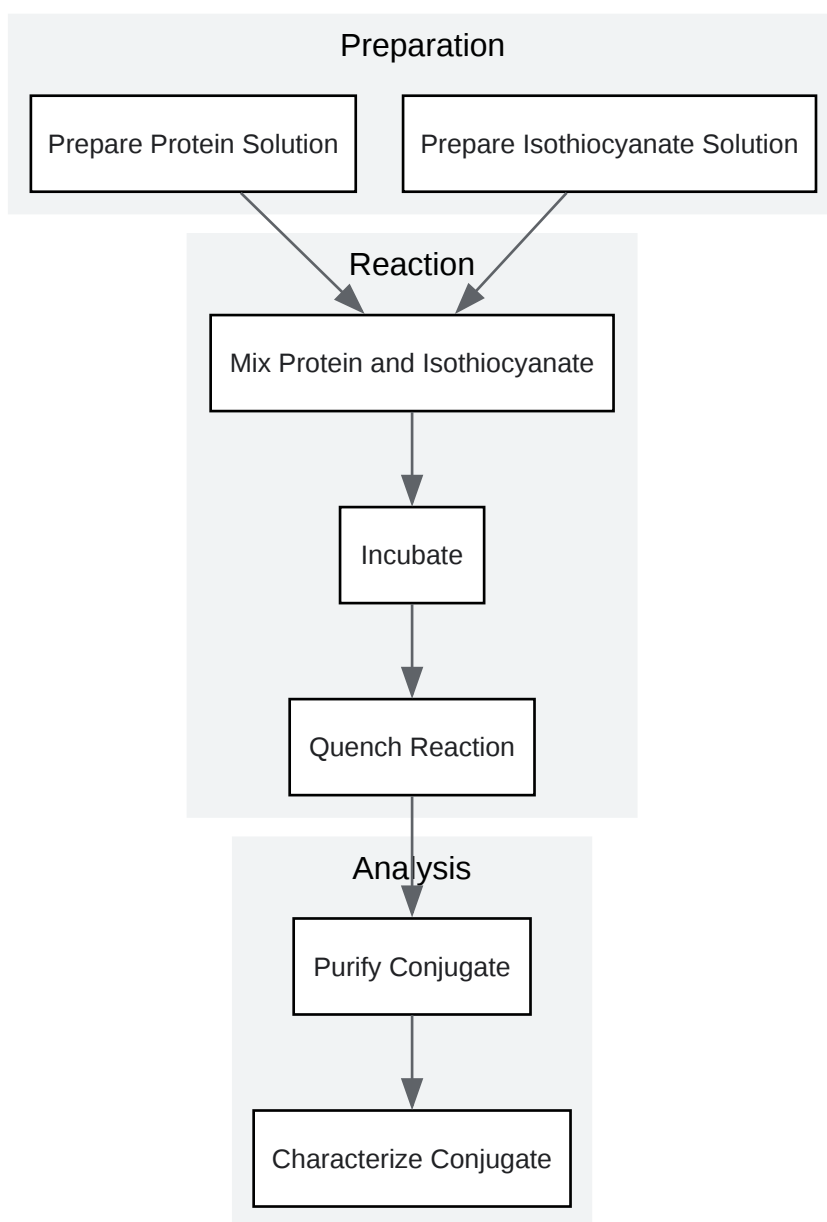 Preparation
Prepare Protein Solution
Prepare Isothiocyanate Solution
Reaction
Mix Protein and Isothiocyanate
Incubate
Quench Reaction
Analysis
Purify Conjugate
Characterize Conjugate